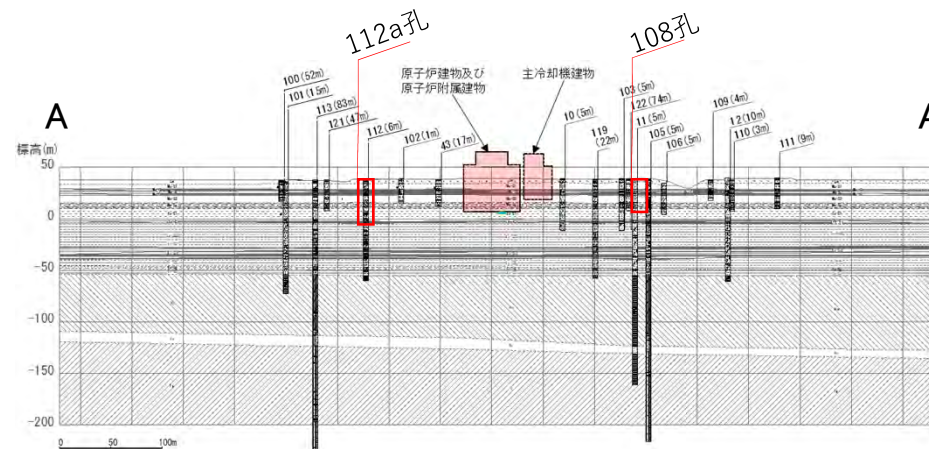 112a孔
108孔
原子炉建物及び
原子炉附属建物
主冷却機建物
100(52m)
101(15m)
113(83m)
121(47m)
112(6m)
102(1m)
43(17m)
10(5m)
119
(22m)
103(5m)
122(74m)
11(5m)
105(5m)
106(5m)
109(4m)
12(10m)
110(3m)
111(9m)
A
A
標高(m)
50
0
-50
-100
-150
-200
0
50
100m